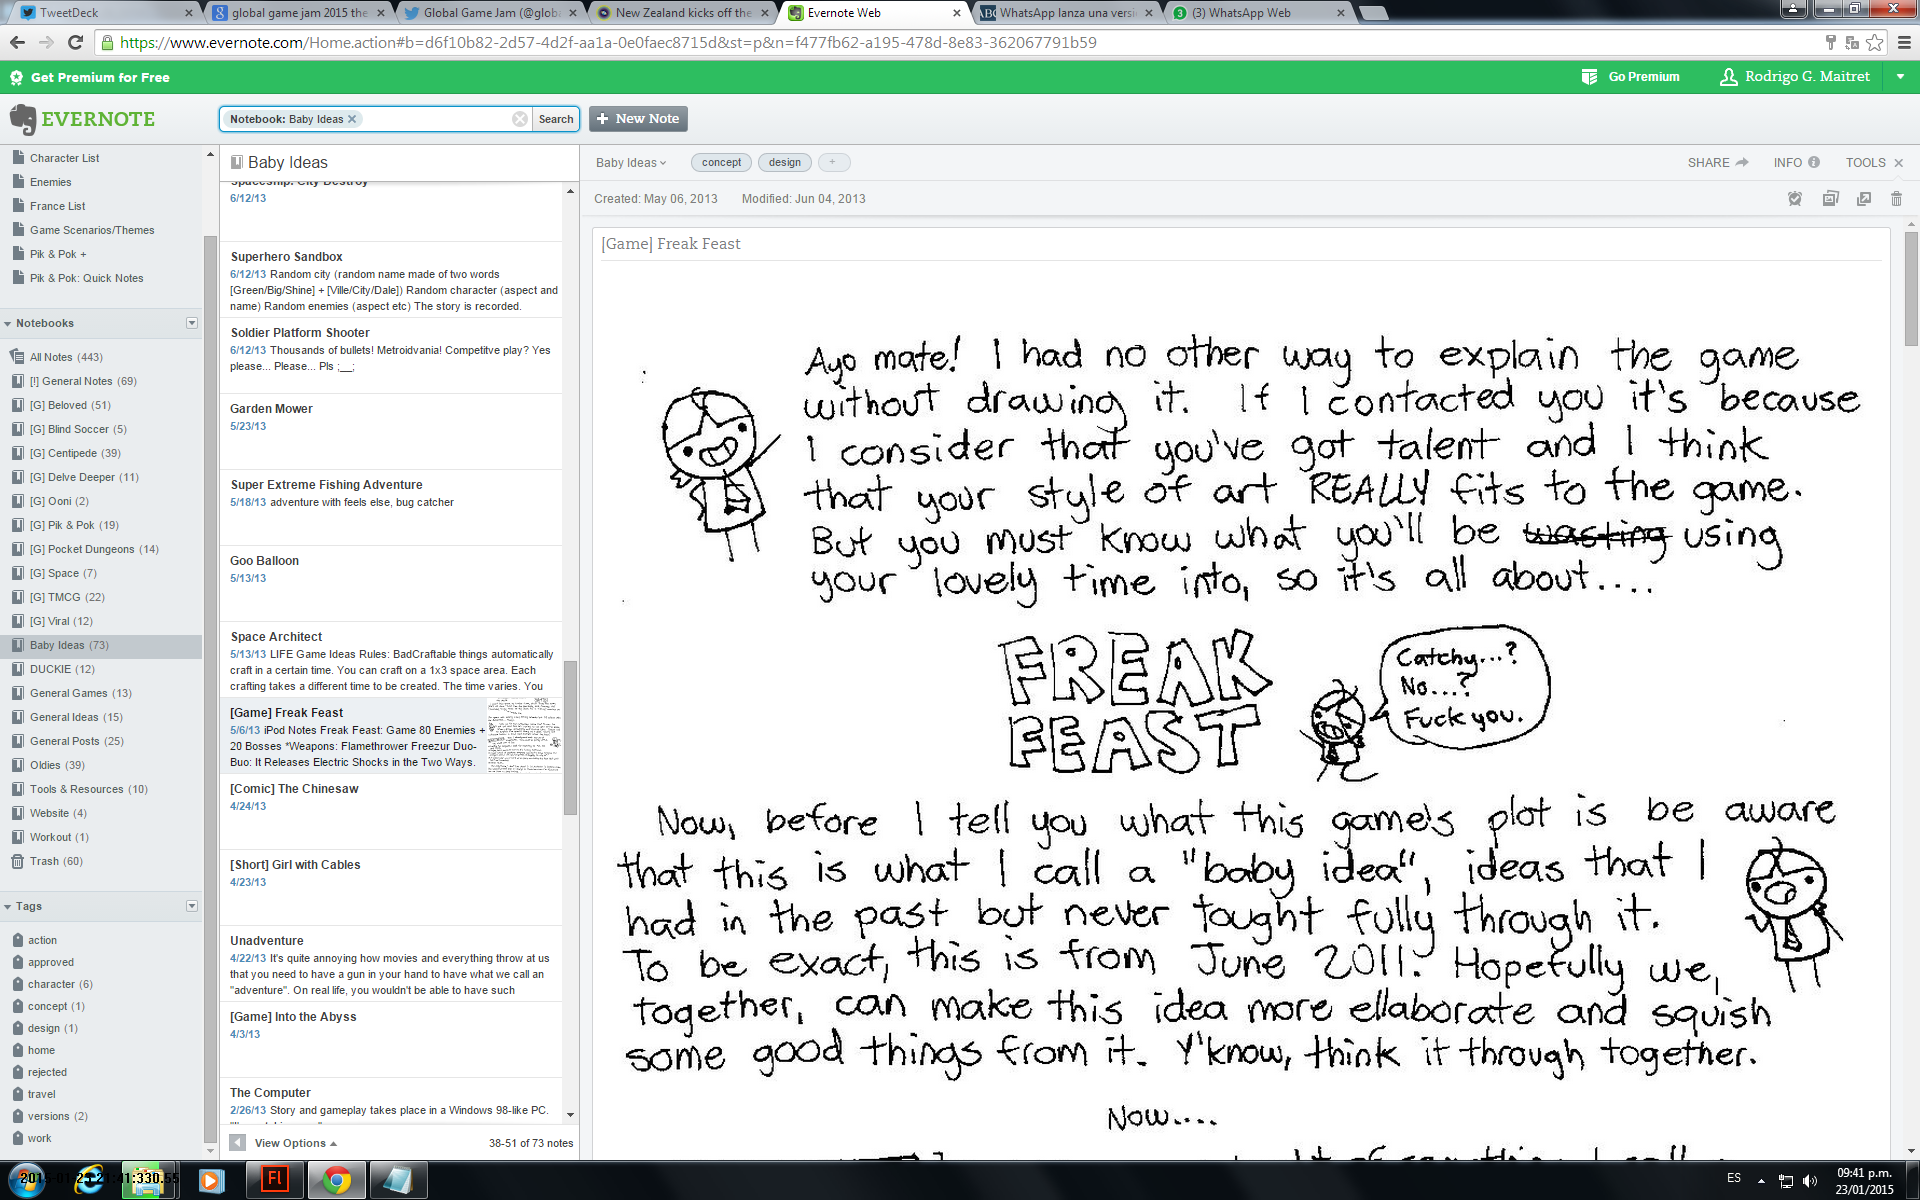 TweetDeck
global game jam 2015 the
Global Game Jam (@globa
New Zealand kicks off the
Evernote Web
WhatsApp lanza una versi
(3) WhatsApp Web
https://www.evernote.com/Home.action#b=d6f10b82-2d57-4d2f-aa1a-0e0faec8715d&st=p&n=f477fb62-a195-478d-8e83-362067791b59
Get Premium for Free
Go Premium
Rodrigo G. Maitret
EVERNOTE
Notebook: Baby Ideas
Search
+ New Note
Character List
Enemies
France List
Game Scenarios/Themes
Pik & Pok +
Pik & Pok: Quick Notes
Notebooks
All Notes (443)
[!] General Notes (69)
[G] Beloved (51)
[G] Blind Soccer (5)
[G] Centipede (39)
[G] Delve Deeper (11)
[G] Ooni (2)
[G] Pik & Pok (19)
[G] Pocket Dungeons (14)
[G] Space (7)
[G] TMCG (22)
[G] Viral (12)
Baby Ideas (73)
DUCKIE (12)
General Games (13)
General Ideas (15)
General Posts (25)
Oldies (39)
Tools & Resources (10)
Website (4)
Workout (1)
Trash (60)
Tags
action
approved
character (6)
concept (1)
design (1)
home
rejected
travel
versions (2)
work
Baby Ideas
Spaceship: City Destroy
6/12/13
Superhero Sandbox
6/12/13 Random city (random name made of two words
[Green/Big/Shine] + [Ville/City/Dale]) Random character (aspect and
name) Random enemies (aspect etc) The story is recorded.
Soldier Platform Shooter
6/12/13 Thousands of bullets! Metroidvania! Competitve play? Yes
please... Please... Pls ;__;
Garden Mower
5/23/13
Super Extreme Fishing Adventure
5/18/13 adventure with feels else, bug catcher
Goo Balloon
5/13/13
Space Architect
5/13/13 LIFE Game Ideas Rules: BadCraftable things automatically
craft in a certain time. You can craft on a 1x3 space area. Each
crafting takes a different time to be created. The time varies. You
[Game] Freak Feast
5/6/13 iPod Notes Freak Feast: Game 80 Enemies +
20 Bosses *Weapons: Flamethrower Freezur Duo-
Buo: It Releases Electric Shocks in the Two Ways.
[Comic] The Chinesaw
4/24/13
[Short] Girl with Cables
4/23/13
Unadventure
4/22/13 It's quite annoying how movies and everything throw at us
that you need to have a gun in your hand to have what we call an
"adventure". On real life, you wouldn't be able to have such
[Game] Into the Abyss
4/3/13
The Computer
2/26/13 Story and gameplay takes place in a Windows 98-like PC.
View Options
38-51 of 73 notes
Baby Ideas
concept
design
+
SHARE
INFO
TOOLS
Created: May 06, 2013
Modified: Jun 04, 2013
[Game] Freak Feast
Ayo mate! I had no other way to explain the game
without drawing it. If I contacted you it's because
I consider that you've got talent and I think
that your style of art REALLY fits to the game.
But you must know what you'll be wasting using
your lovely time into, so it's all about....
FREAK
FEAST
Catchy...?
No....?
Fuck you.
Now, before I tell you what this game's plot is be aware
that this is what I call a "baby idea", ideas that I
had in the past but never tought fully through it.
To be exact, this is from June 2011. Hopefully we,
together, can make this idea more ellaborate and squish
some good things from it. Y'know, think it through together.
Now....
ES
09:41 p.m.
23/01/2015